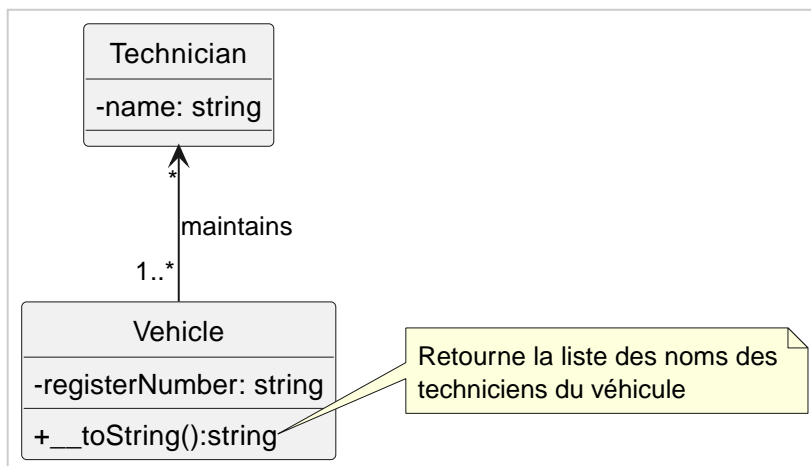 Technician
-name: string
*
maintains
1..*
Vehicle
-registerNumber: string
+__toString():string
Retourne la liste des noms des
techniciens du véhicule